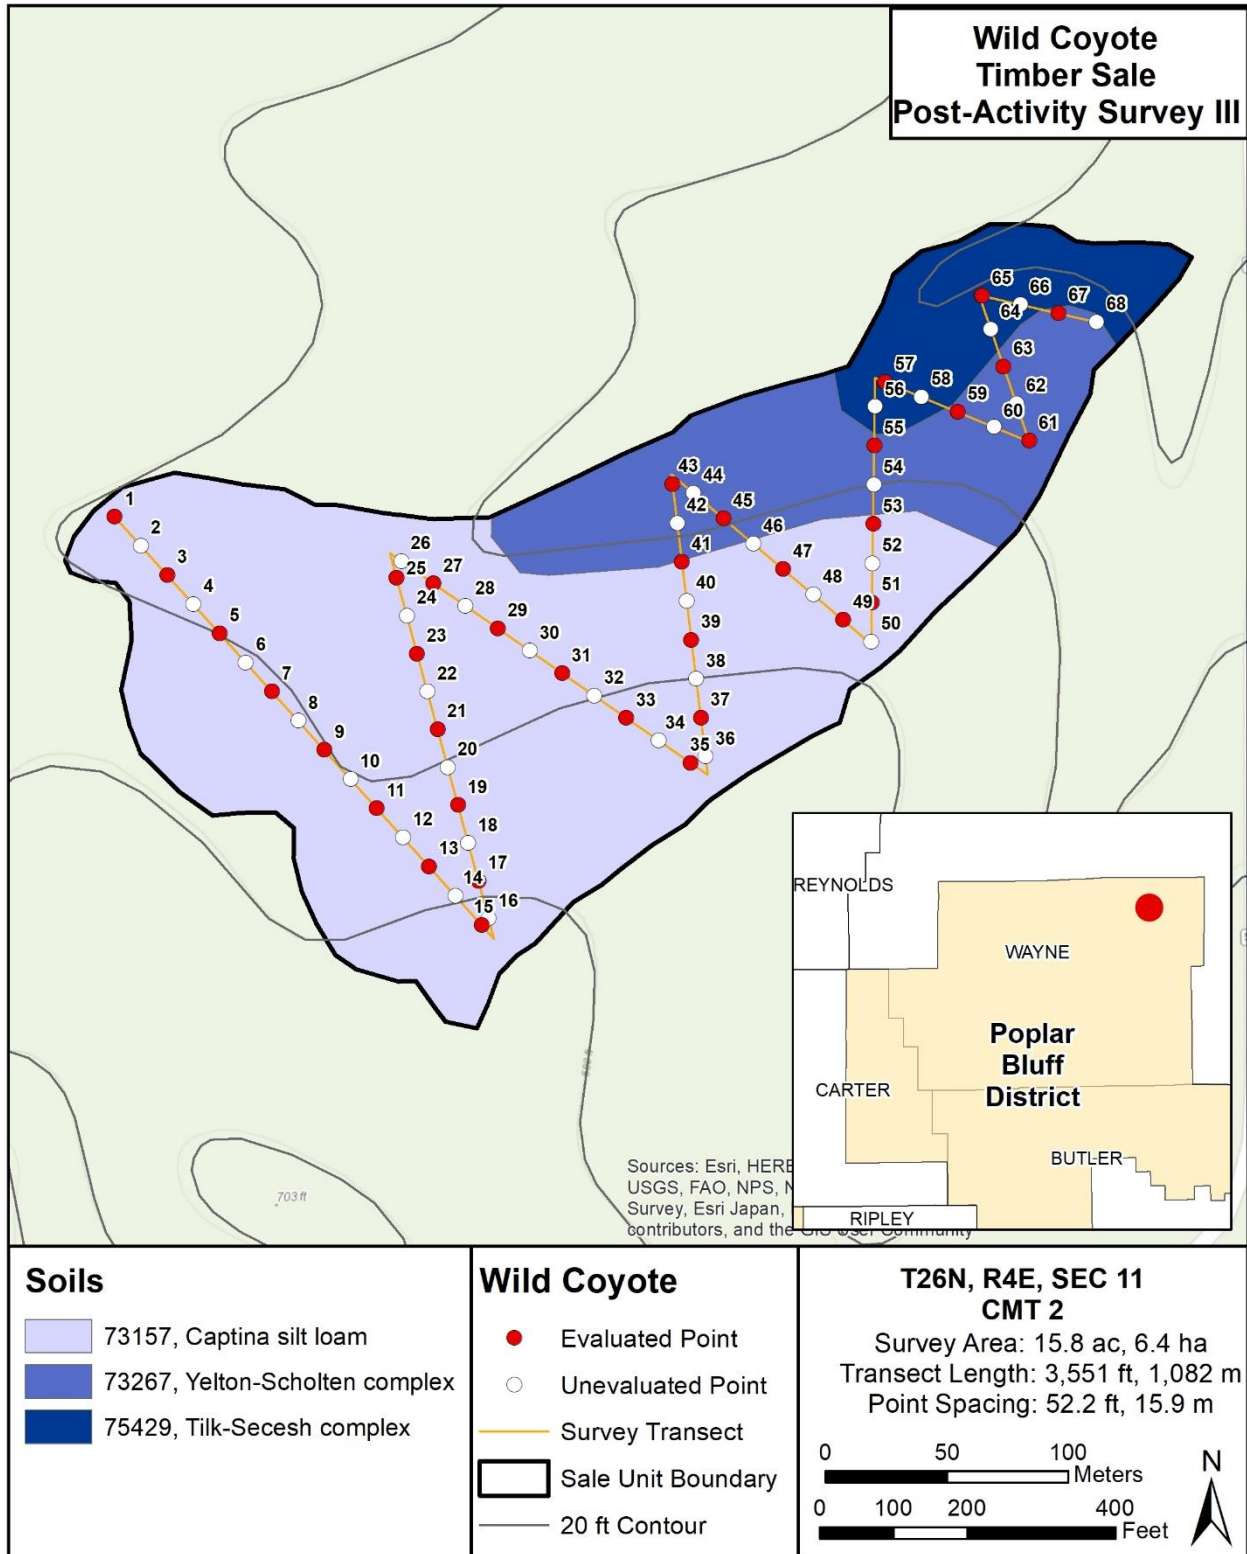 Wild Coyote
Timber Sale
Post-Activity Survey III
1
2
3
4
5
6
7
8
9
10
11
12
13
14
15
16
17
18
19
20
21
22
23
24
25
26
27
28
29
30
31
32
33
34
35
36
37
38
39
40
41
42
43
44
45
46
47
48
49
50
51
52
53
54
55
56
57
58
59
60
61
62
63
64
65
66
67
68
703 ft
REYNOLDS
WAYNE
Poplar
Bluff
District
CARTER
BUTLER
RIPLEY
Sources: Esri, HERE
USGS, FAO, NPS, N
Survey, Esri Japan,
contributors, and the GIS User Community
Soils
73157, Captina silt loam
73267, Yelton-Scholten complex
75429, Tilk-Secesh complex
Wild Coyote
Evaluated Point
Unevaluated Point
Survey Transect
Sale Unit Boundary
20 ft Contour
T26N, R4E, SEC 11
CMT 2
Survey Area: 15.8 ac, 6.4 ha
Transect Length: 3,551 ft, 1,082 m
Point Spacing: 52.2 ft, 15.9 m
0 50 100
Meters
0 100 200 400
Feet
N